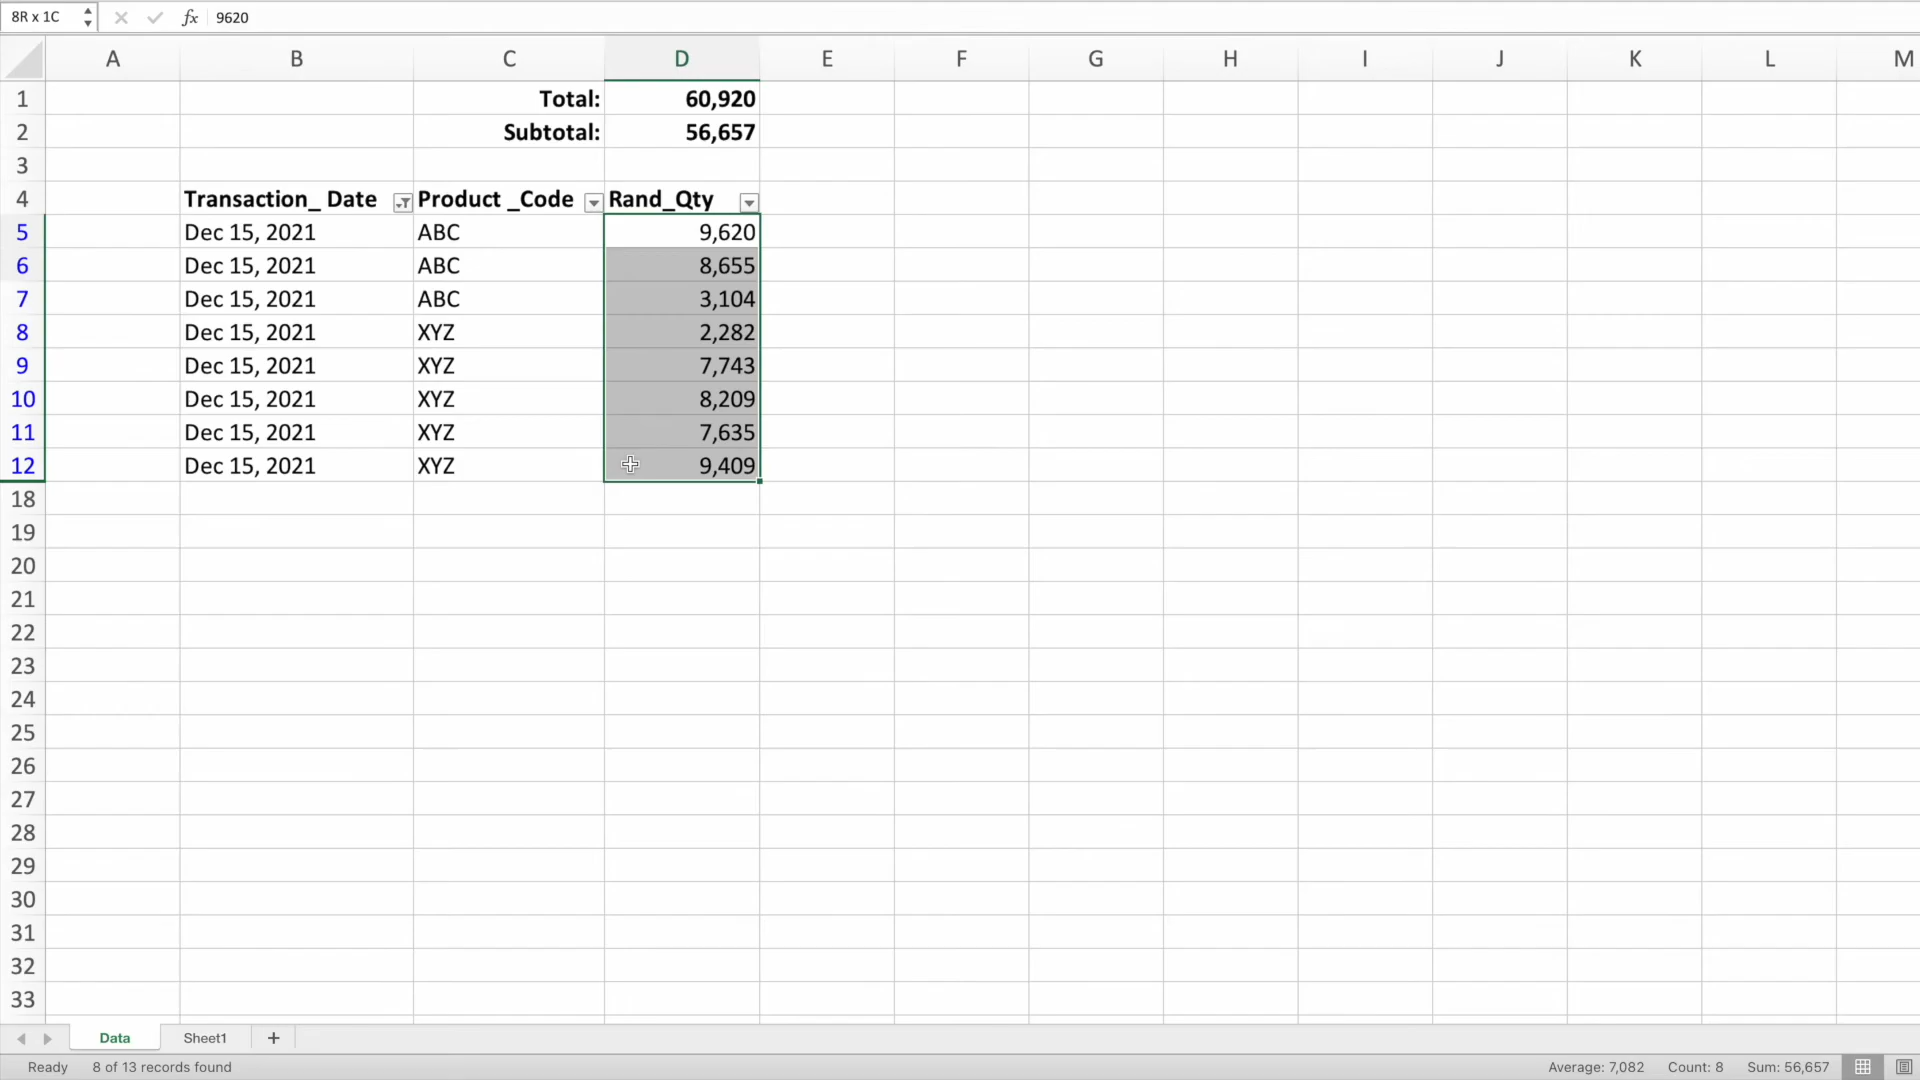 8R x 1C fx 9620
A B C D E F G H I J K L M
1 Total: 60,920
2 Subtotal: 56,657
3
4 Transaction_ Date Product _Code Rand_Qty
5 Dec 15, 2021 ABC 9,620
6 Dec 15, 2021 ABC 8,655
7 Dec 15, 2021 ABC 3,104
8 Dec 15, 2021 XYZ 2,282
9 Dec 15, 2021 XYZ 7,743
10 Dec 15, 2021 XYZ 8,209
11 Dec 15, 2021 XYZ 7,635
12 Dec 15, 2021 XYZ 9,409
18
19
20
21
22
23
24
25
26
27
28
29
30
31
32
33
Data Sheet1 +
Ready 8 of 13 records found Average: 7,082 Count: 8 Sum: 56,657